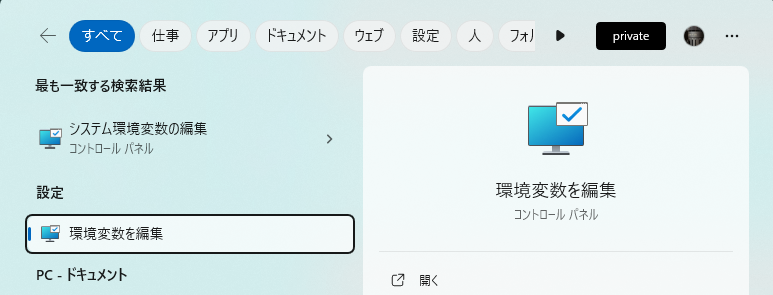 すべて 仕事 アプリ ドキュメント ウェブ 設定 人 フォル private
最も一致する検索結果
システム環境変数の編集
コントロール パネル
設定
環境変数を編集
PC - ドキュメント
環境変数を編集
コントロール パネル
開く